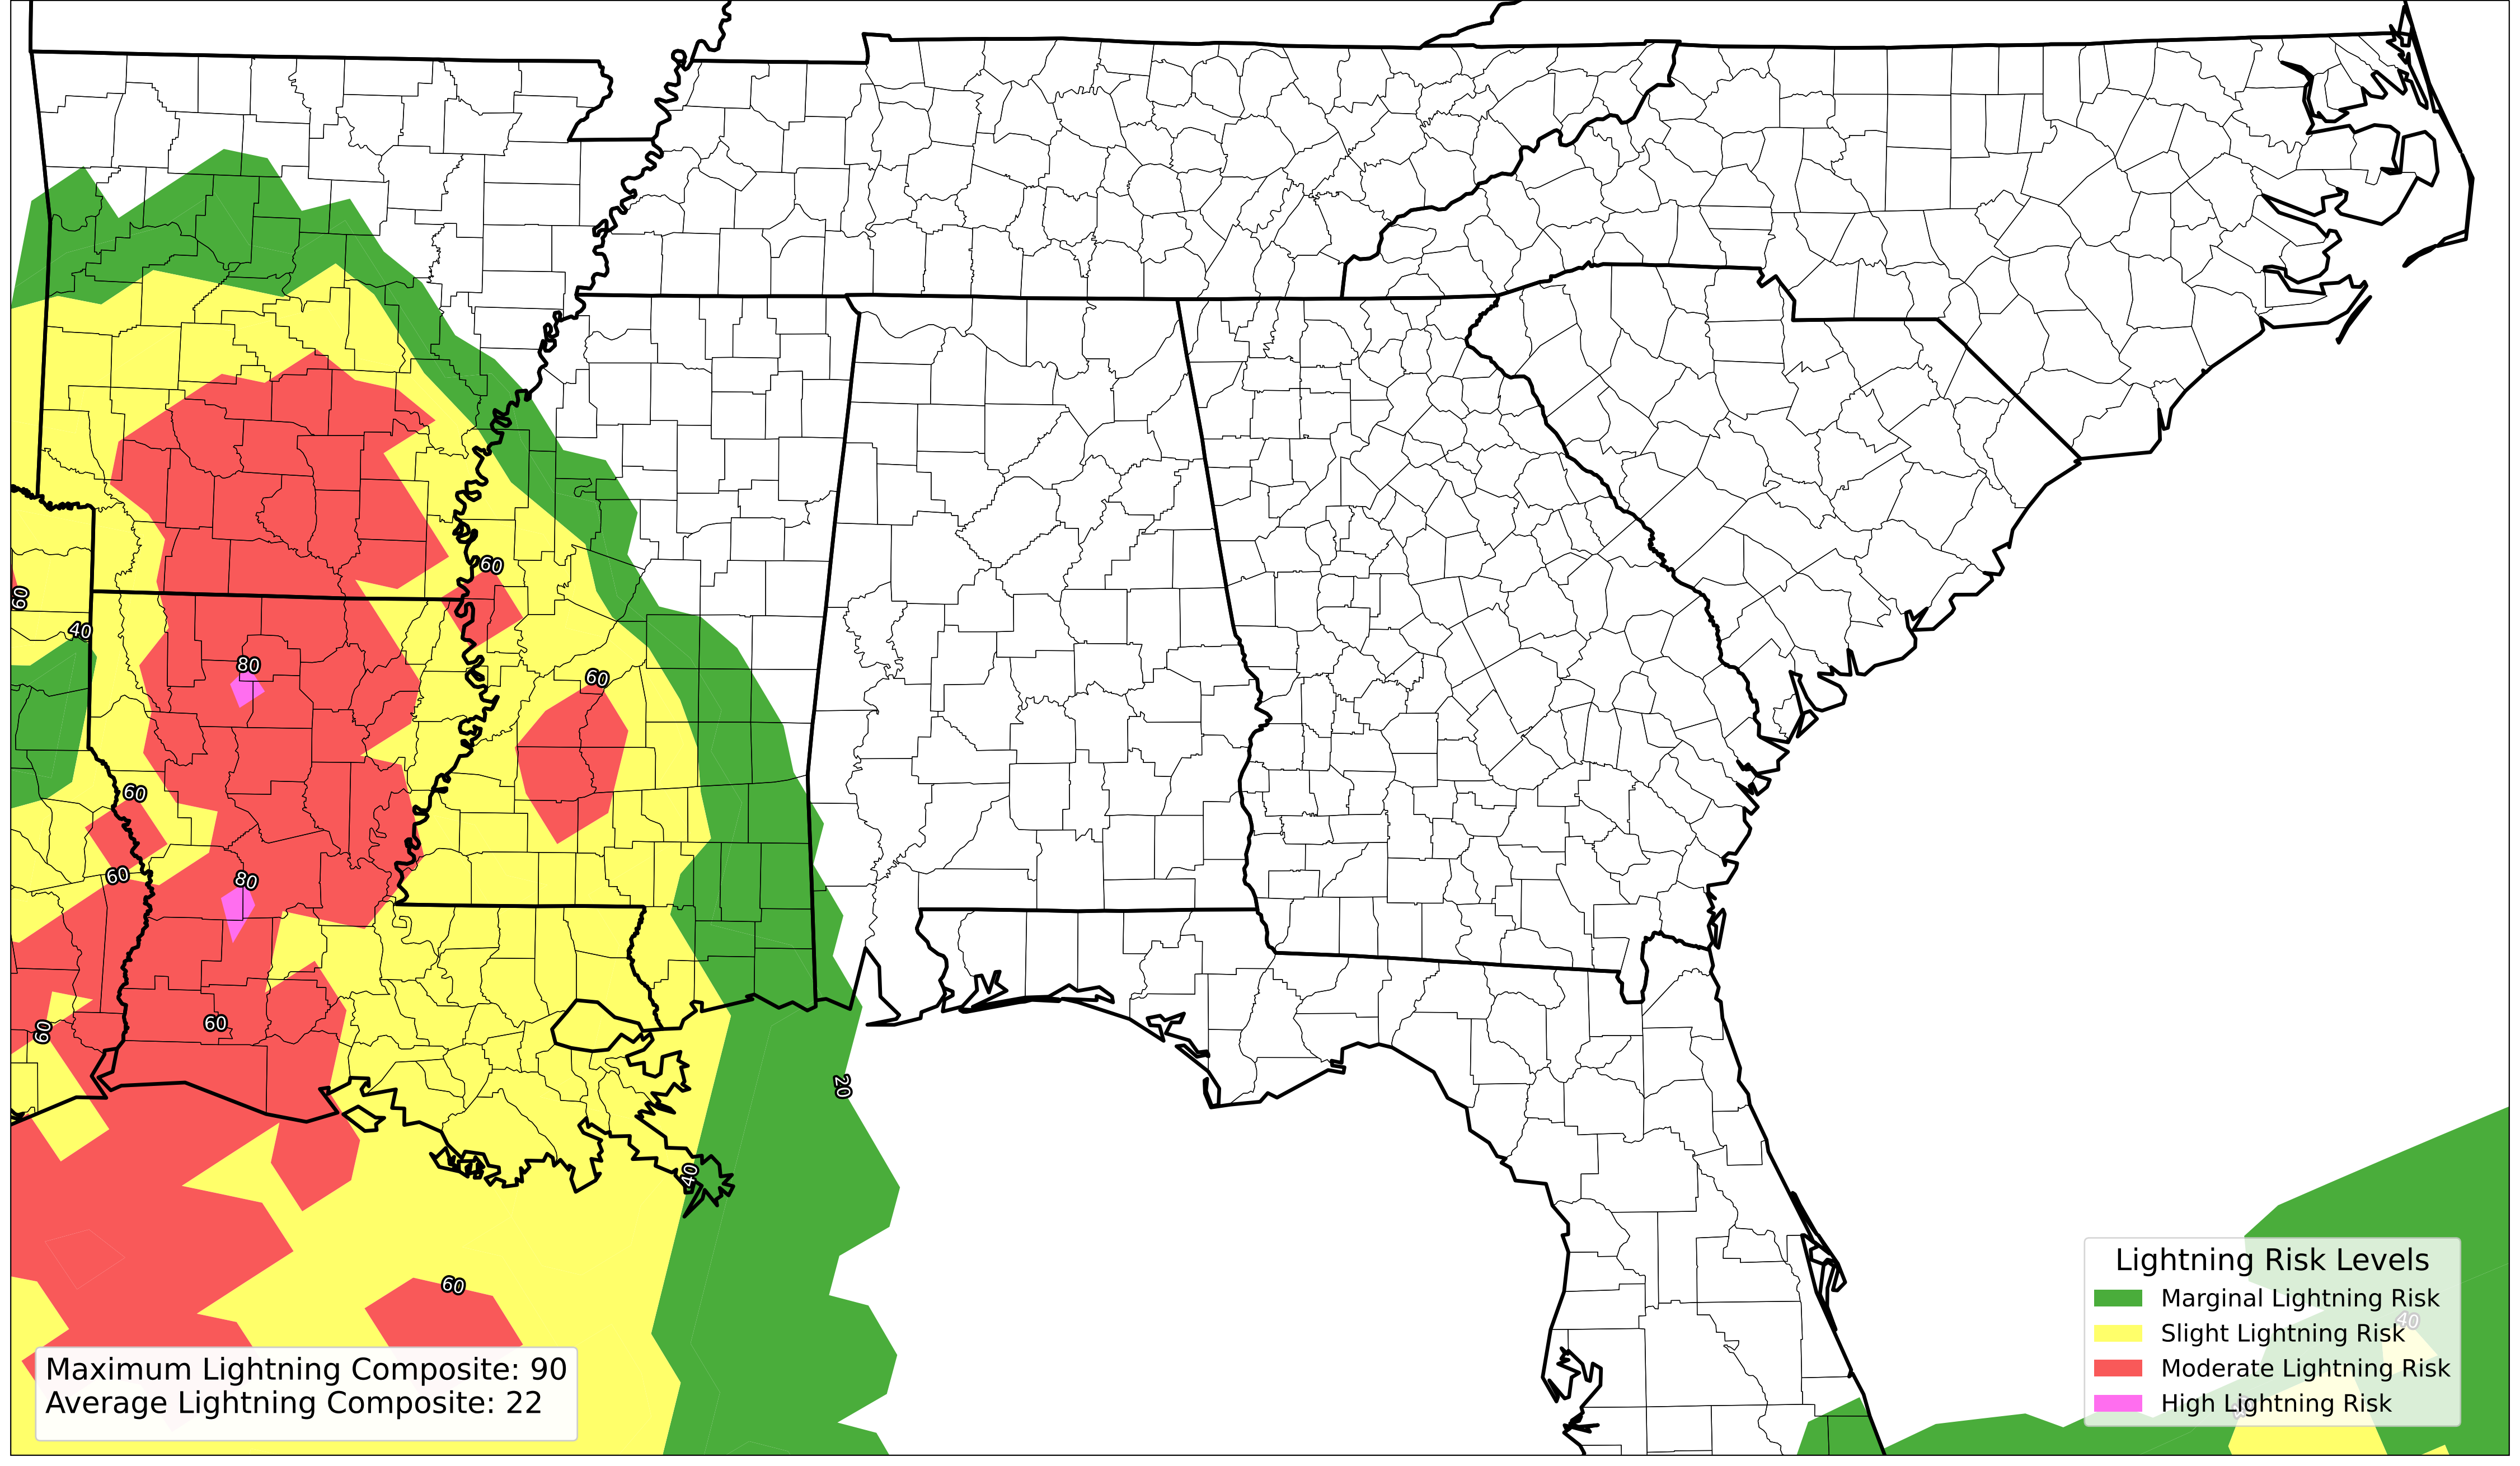 60
60
40
80
60
60
60
80
60
60
20
40
60
Lightning Risk Levels
Marginal Lightning Risk
40
Slight Lightning Risk
Moderate Lightning Risk
High Lightning Risk
Maximum Lightning Composite: 90
Average Lightning Composite: 22